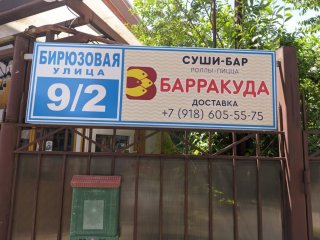 БИРЮЗОВАЯ
УЛИЦА
9/2
СУШИ-БАР
РОЛЛЫ-ПИЦЦА
БАРРАКУДА
ДОСТАВКА
+7 (918) 605-55-75